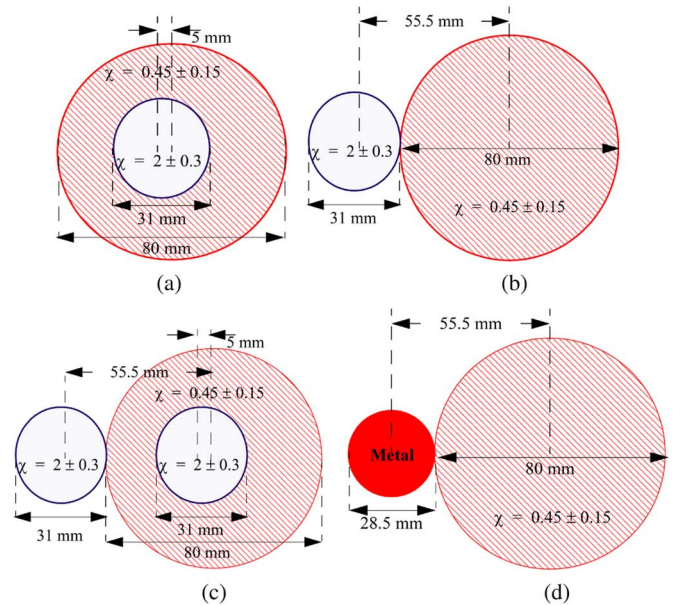 5 mm
χ = 0.45 ± 0.15
χ = 2 ± 0.3
31 mm
80 mm
(a)
55.5 mm
χ = 2 ± 0.3
80 mm
31 mm
χ = 0.45 ± 0.15
(b)
5 mm
55.5 mm
χ = 0.45 ± 0.15
χ = 2 ± 0.3
χ = 2 ± 0.3
31 mm
31 mm
80 mm
(c)
55.5 mm
Métal
80 mm
28.5 mm
χ = 0.45 ± 0.15
(d)